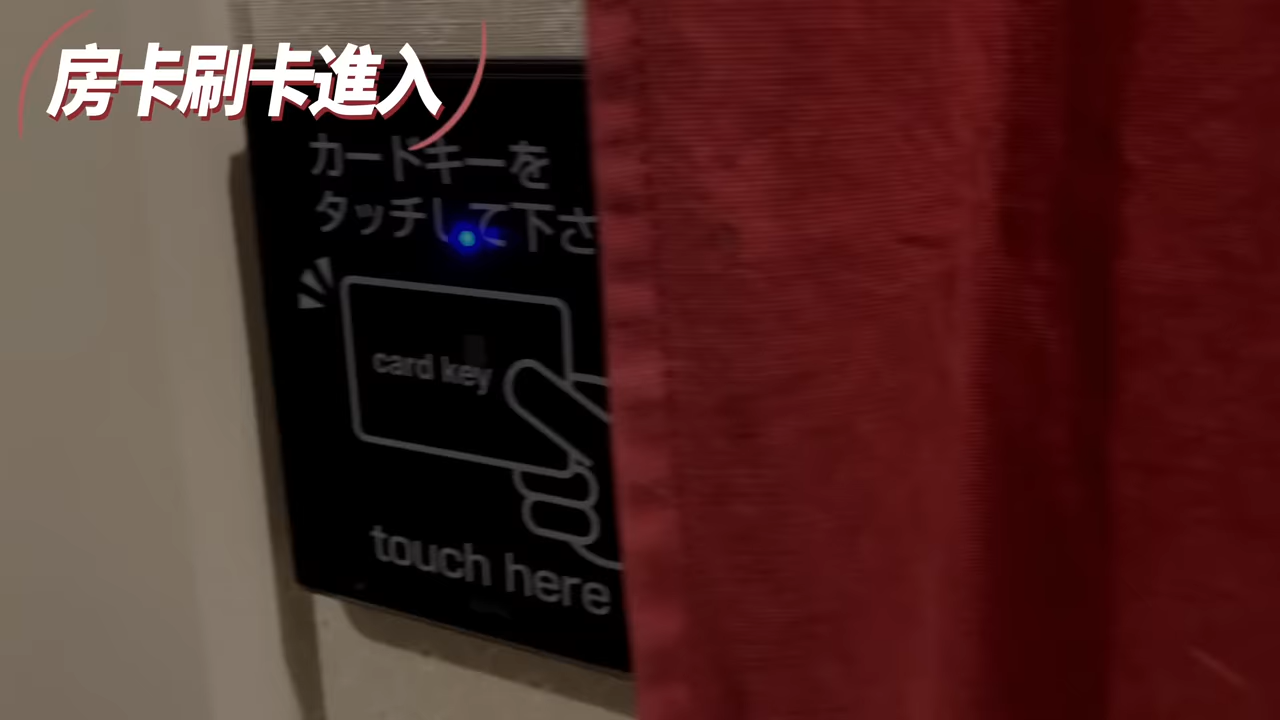 房卡刷卡進入
カードキーを
タッチして下さ
card key
touch here